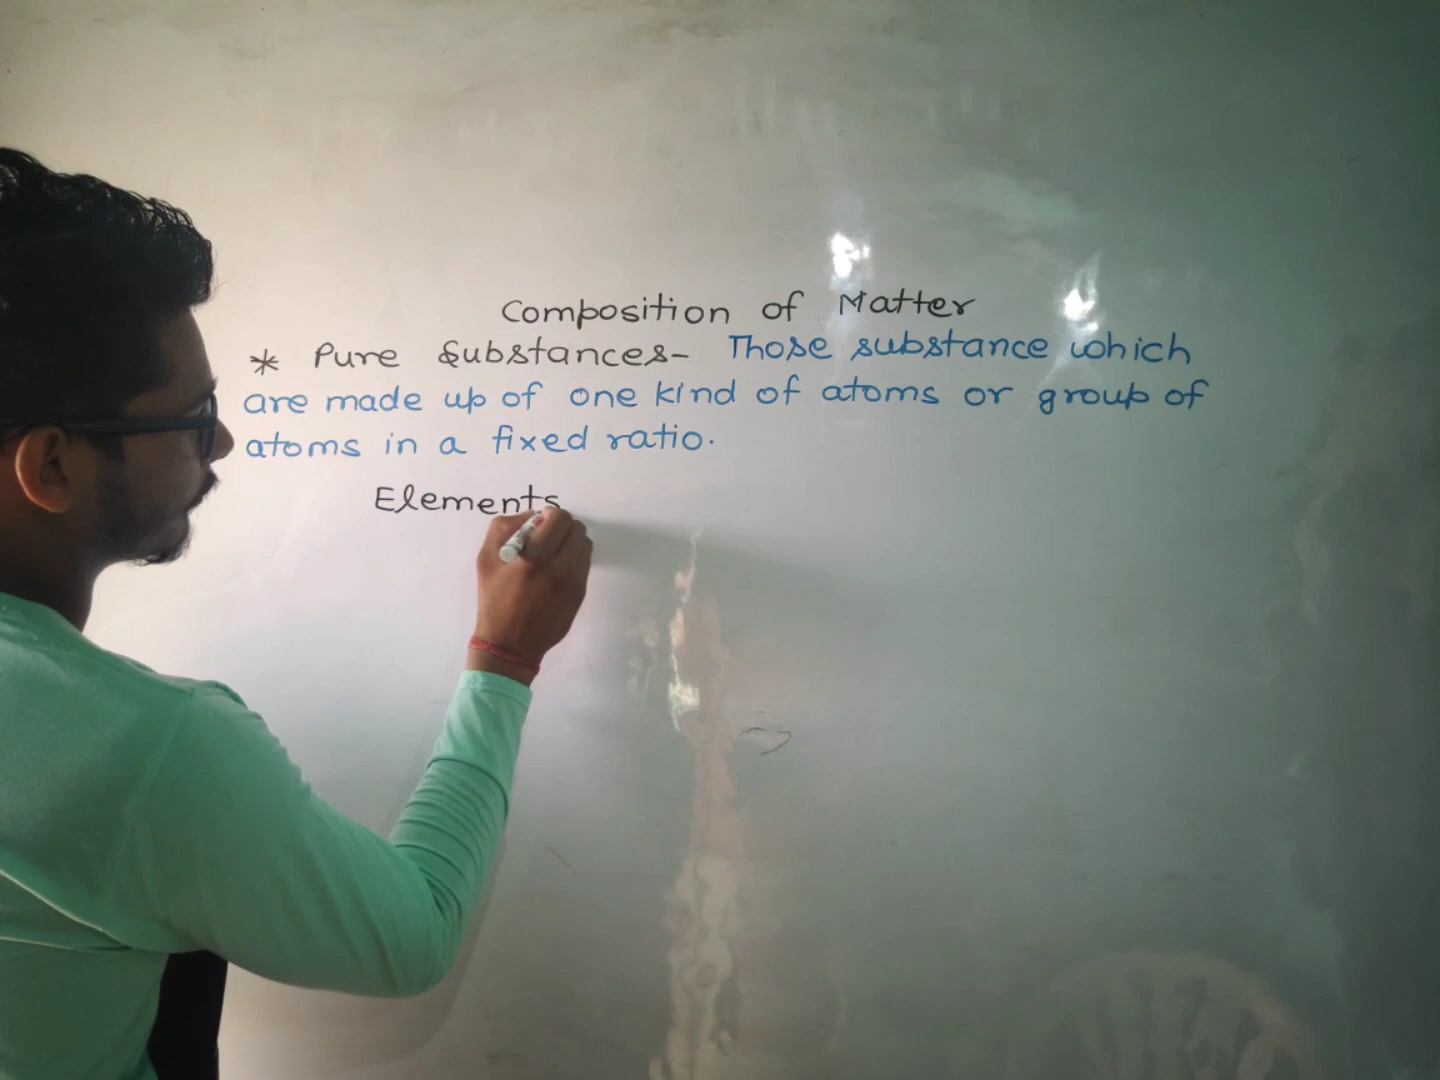 Composition of Matter
* Pure Substances- Those substance which
are made up of one kind of atoms or group of
atoms in a fixed ratio.
Elements